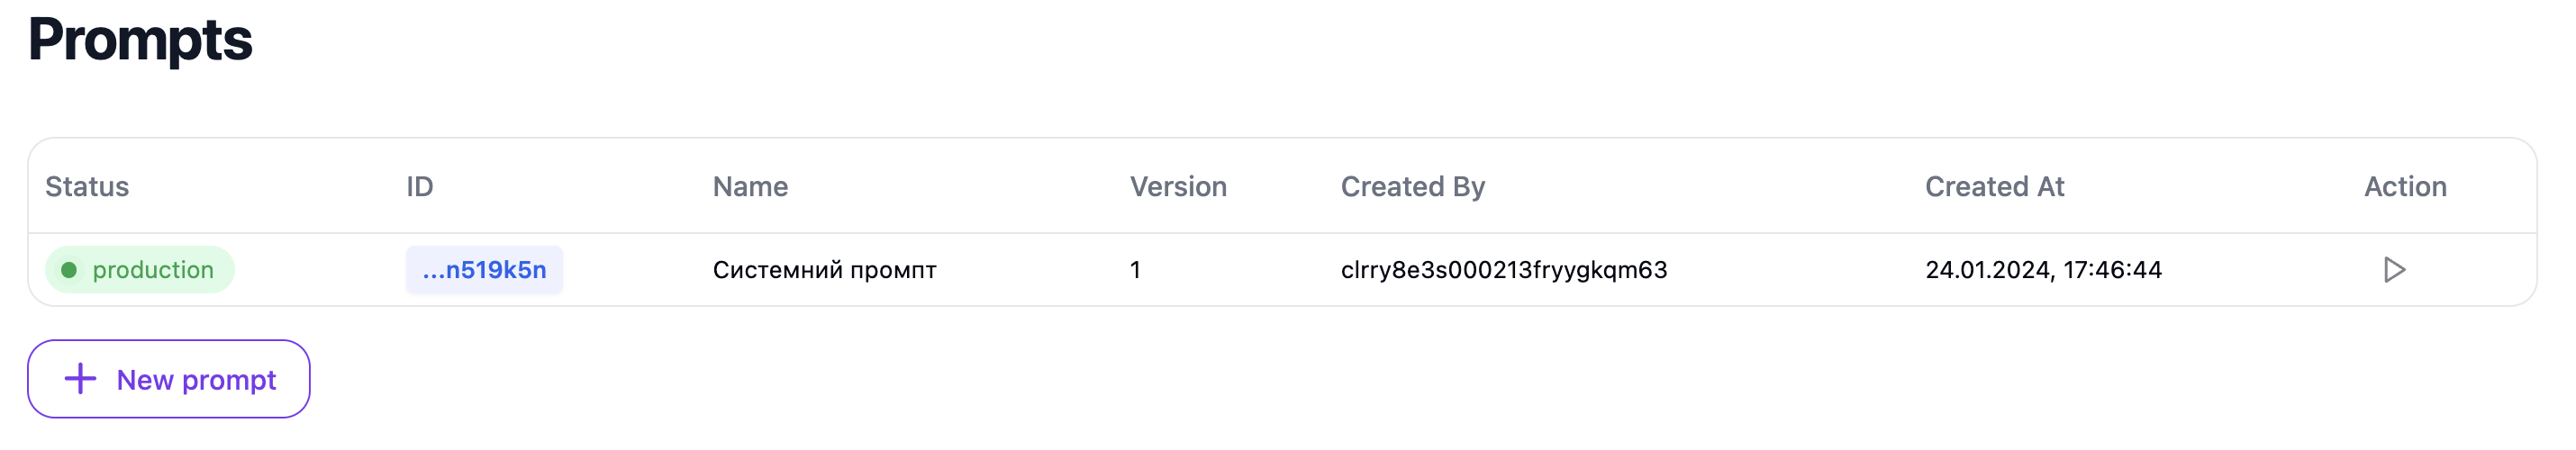 Prompts
Status ID Name Version Created By Created At Action
production ...n519k5n Системний промпт 1 clrry8e3s000213fryygkqm63 24.01.2024, 17:46:44
New prompt